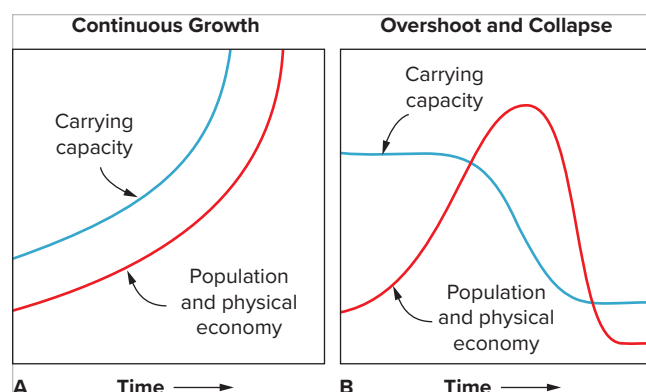 Continuous Growth
Carrying
capacity
Population
and physical
economy
A
Time
Overshoot and Collapse
Carrying
capacity
Population
and physical
economy
B
Time